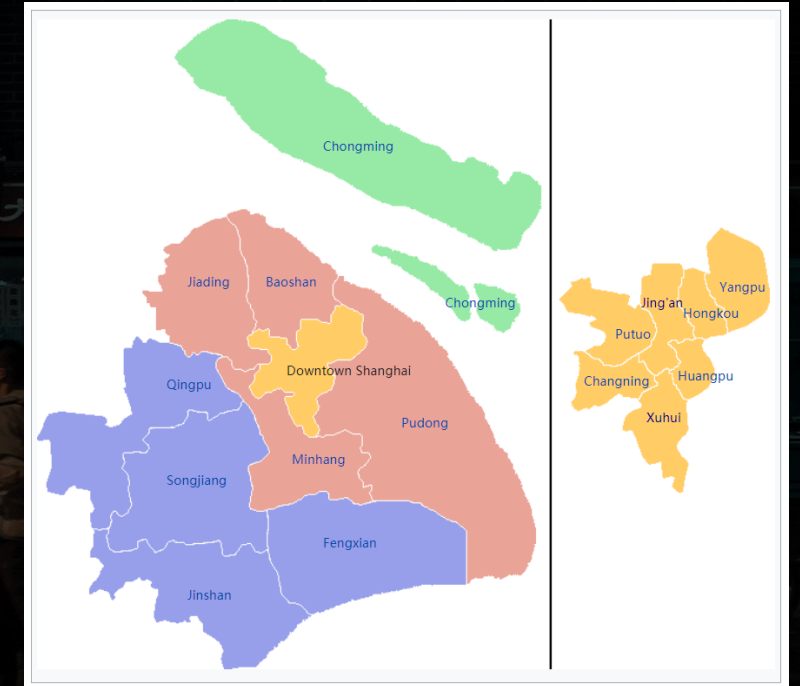 Chongming
Jiading
Baoshan
Chongming
Downtown Shanghai
Qingpu
Pudong
Minhang
Songjiang
Fengxian
Jinshan
Yangpu
Jing'an
Hongkou
Putuo
Huangpu
Changning
Xuhui